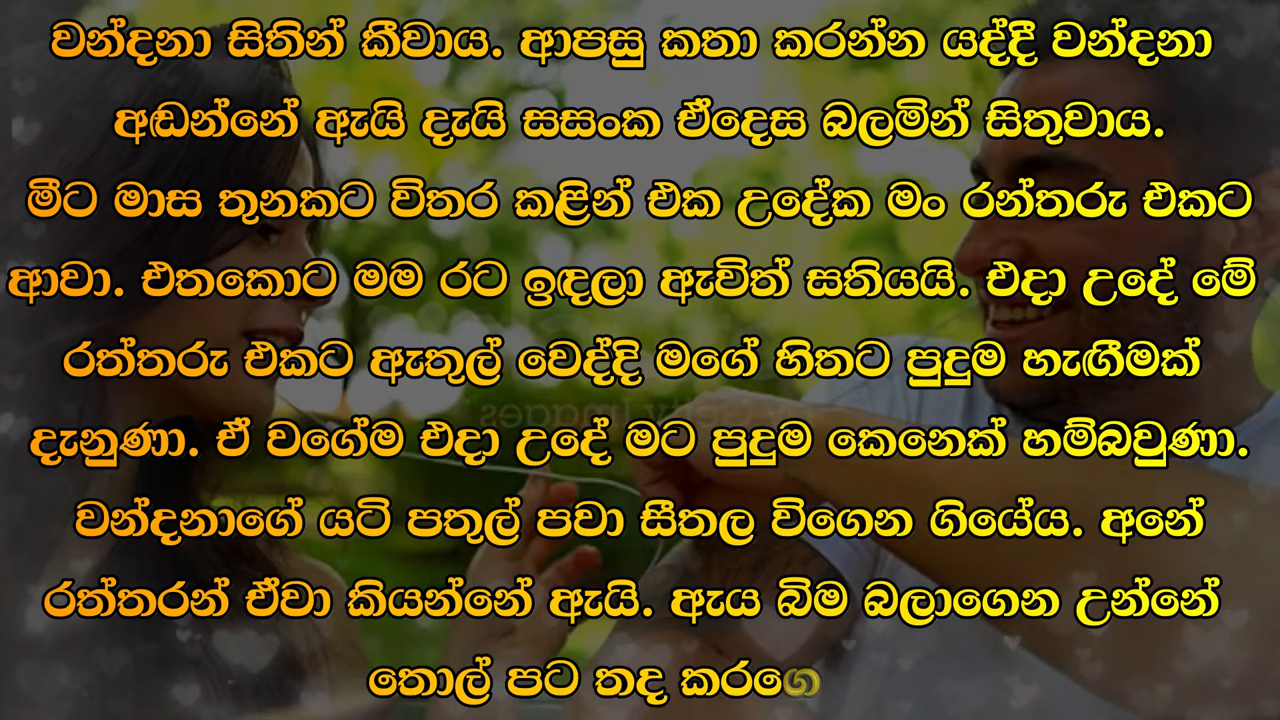 වන්දනා සිතින් කීවාය. ආපසු කතා කරන්න යද්දී වන්දනා
අඬන්නේ ඇයි දැයි සසංක ඒදෙස බලමින් සිතුවාය.
මීට මාස තුනකට විතර කළින් එක උදේක මං රන්තරු එකට
ආවා. එතකොට මම රට ඉඳලා ඇවිත් සතියයි. එදා උදේ මේ
රත්තරු එකට ඇතුල් වෙද්දි මගේ හිතට පුදුම හැඟීමක්
දැනුණා. ඒ වගේම එදා උදේ මට පුදුම කෙනෙක් හම්බවුණා.
වන්දනාගේ යටි පතුල් පවා සීතල විගෙන ගියේය. අනේ
රත්තරන් ඒවා කියන්නේ ඇයි. ඇය බිම බලාගෙන උන්නේ
තොල් පට තද කරගෙ